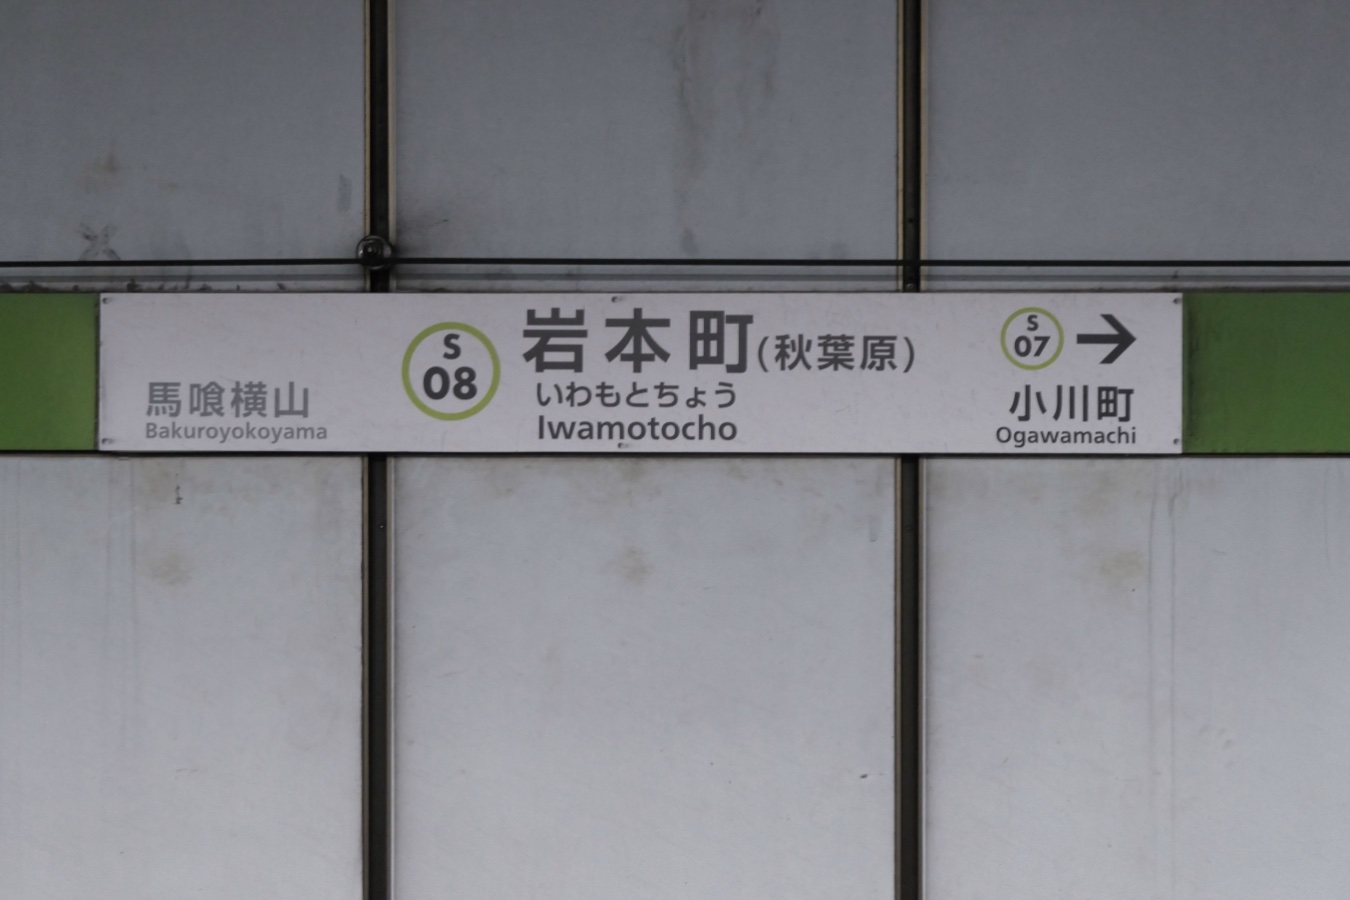 馬喰横山
Bakuroyokoyama
S
08
岩本町(秋葉原)
いわもとちょう
Iwamotocho
S
07 →
小川町
Ogawamachi